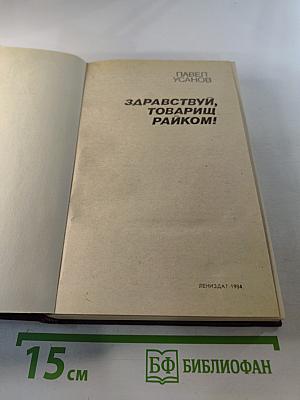 ПАВЕЛ
УСАНОВ
ЗДРАВСТВУЙ,
ТОВАРИЩ
РАЙКОМ!
ЛЕНИЗДАТ·1984
15 см
БФ БИБЛИОФАН